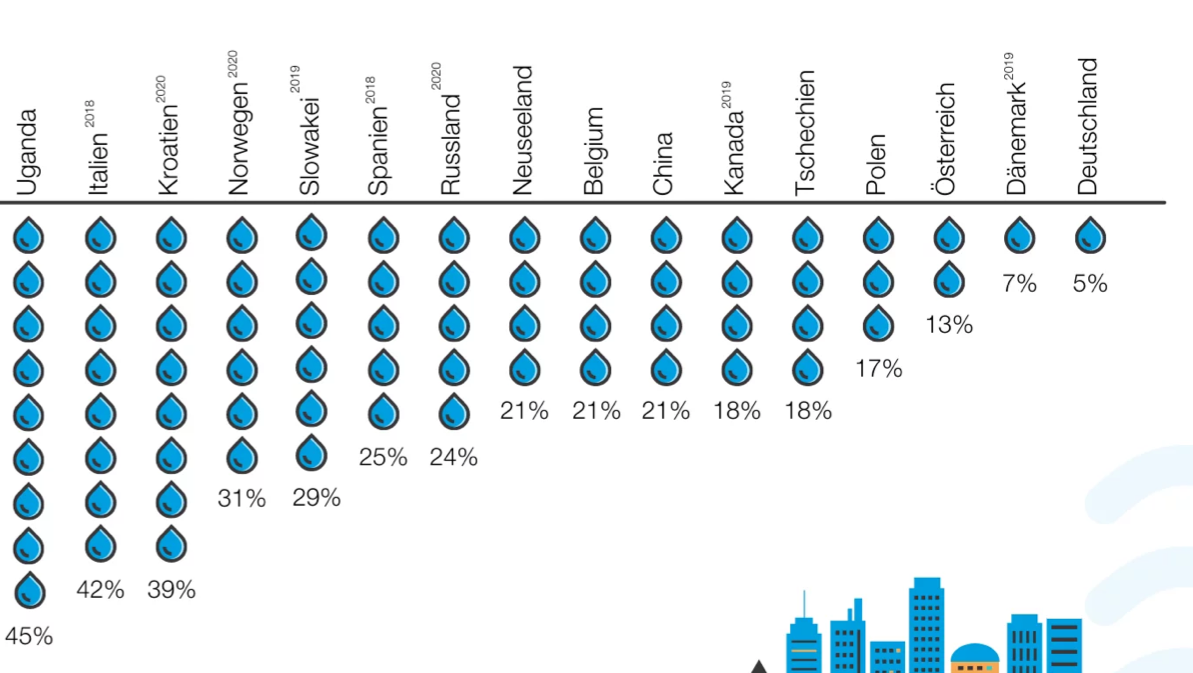 Uganda
Italien 2018
Kroatien 2020
Norwegen 2020
Slowakei 2019
Spanien 2018
Russland 2020
Neuseeland
Belgium
China
Kanada 2019
Tschechien
Polen
Österreich
Dänemark 2019
Deutschland
7% 5%
13%
17%
21% 21% 21% 18% 18%
25% 24%
31% 29%
42% 39%
45%